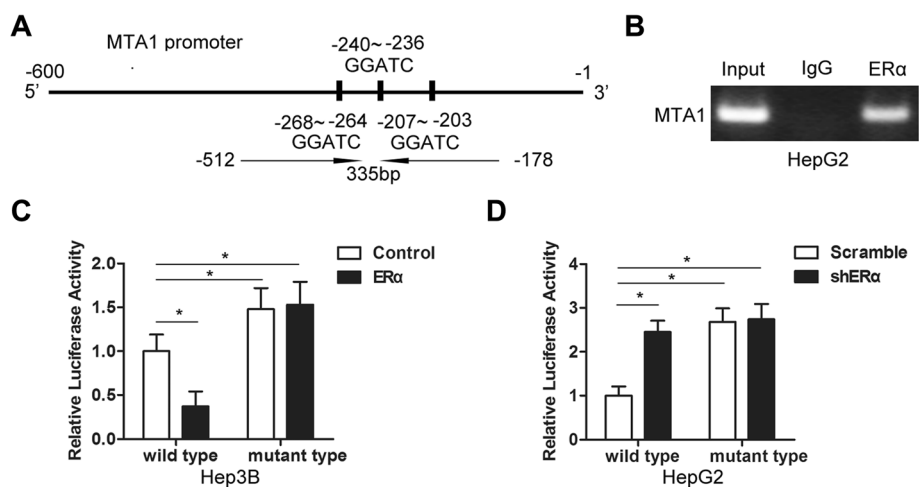 A
MTA1 promoter
-240~ -236
GGATC
-600
-1
5’
3’
-268~ -264
-207~ -203
GGATC
GGATC
-512
-178
335bp
B
Input IgG ERα
MTA1
HepG2
C
Control
ERα
Relative Luciferase Activity
2.0
1.5
1.0
0.5
0.0
*
*
*
wild type mutant type
Hep3B
D
Scramble
shERα
Relative Luciferase Activity
4
3
2
1
0
*
*
*
wild type mutant type
HepG2